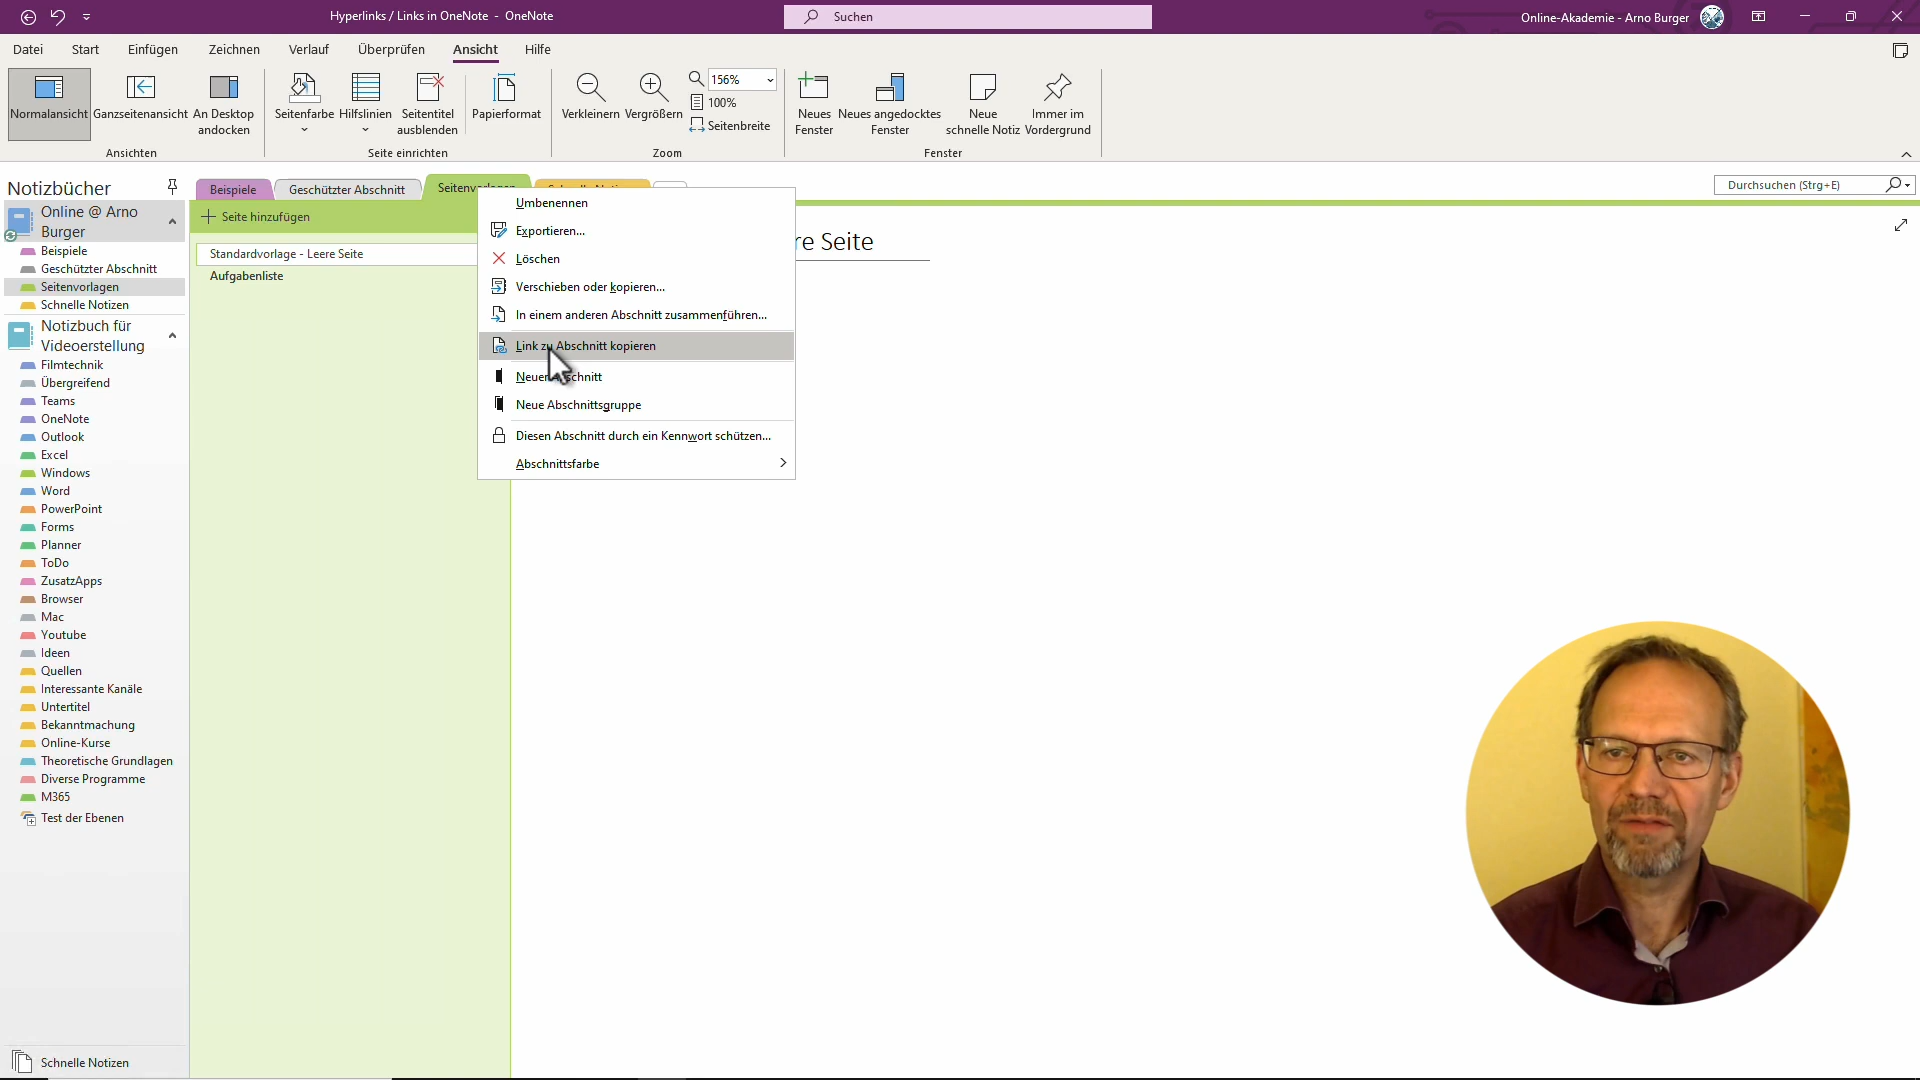 Hyperlinks / Links in OneNote - OneNote
Suchen
Online-Akademie - Arno Burger
Datei
Start
Einfügen
Zeichnen
Verlauf
Überprüfen
Ansicht
Hilfe
Normalansicht
Ganzseitenansicht
An Desktop
andocken
Ansichten
Seitenfarbe
Hilfslinien
Seitentitel
ausblenden
Papierformat
Seite einrichten
Verkleinern
Vergrößern
156%
100%
Seitenbreite
Zoom
Neues
Fenster
Neues angedocktes
Fenster
Neue
schnelle Notiz
Immer im
Vordergrund
Fenster
Notizbücher
Online @ Arno
Burger
Beispiele
Geschützter Abschnitt
Seitenvorlagen
Schnelle Notizen
Notizbuch für
Videoerstellung
Filmtechnik
Übergreifend
Teams
OneNote
Outlook
Excel
Windows
Word
PowerPoint
Forms
Planner
ToDo
ZusatzApps
Browser
Mac
Youtube
Ideen
Quellen
Interessante Kanäle
Untertitel
Bekanntmachung
Online-Kurse
Theoretische Grundlagen
Diverse Programme
M365
Test der Ebenen
Schnelle Notizen
Beispiele
Geschützter Abschnitt
Durchsuchen (Strg+E)
Seite hinzufügen
Standardvorlage - Leere Seite
Aufgabenliste
re Seite
Umbenennen
Exportieren...
Löschen
Verschieben oder kopieren...
In einem anderen Abschnitt zusammenführen...
Link zu Abschnitt kopieren
Neuer Abschnitt
Neue Abschnittsgruppe
Diesen Abschnitt durch ein Kennwort schützen...
Abschnittsfarbe